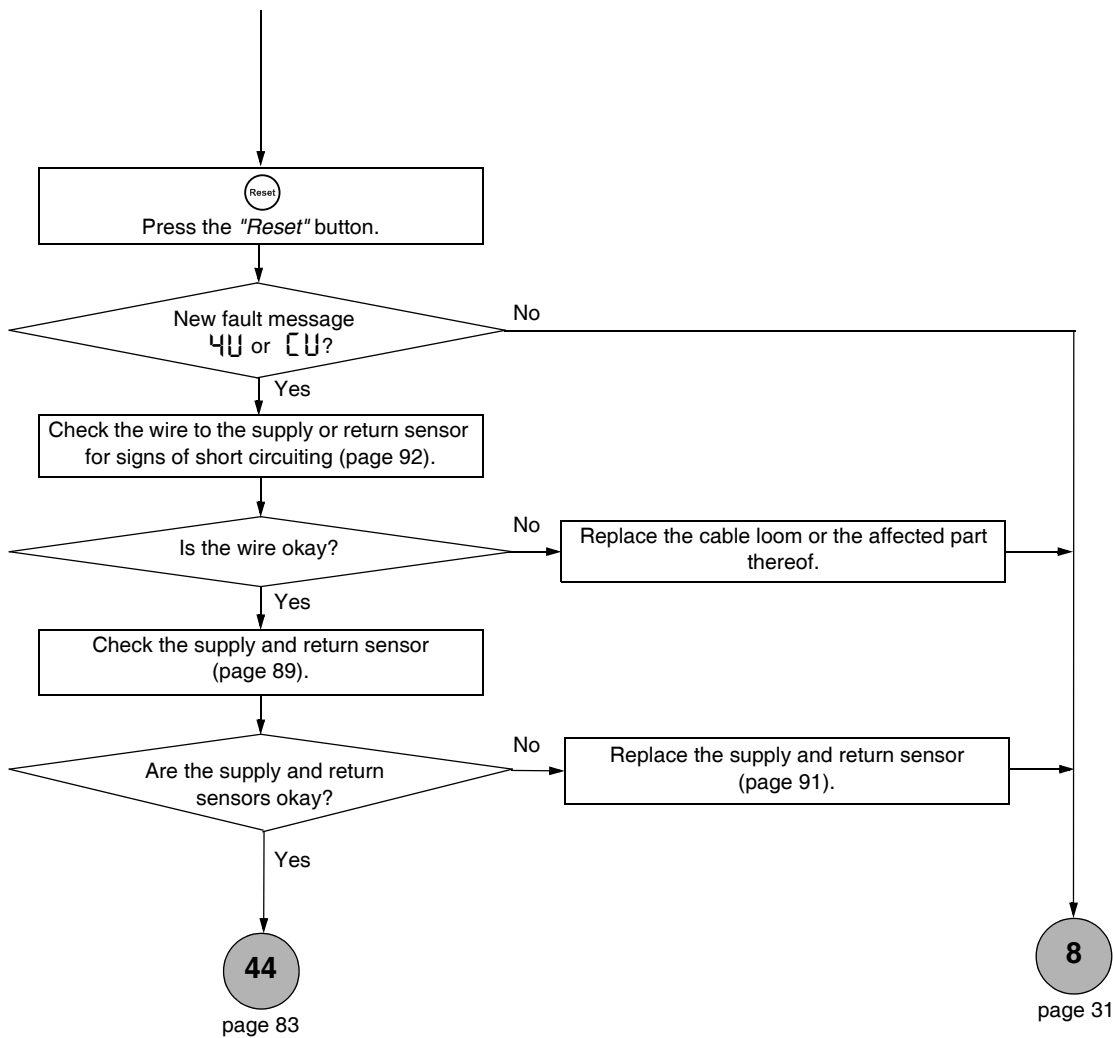 Reset
Press the "Reset" button.
New fault message
4U or CU?
No
Yes
Check the wire to the supply or return sensor
for signs of short circuiting (page 92).
Is the wire okay?
No
Replace the cable loom or the affected part
thereof.
Yes
Check the supply and return sensor
(page 89).
Are the supply and return
sensors okay?
No
Replace the supply and return sensor
(page 91).
Yes
44
page 83
8
page 31